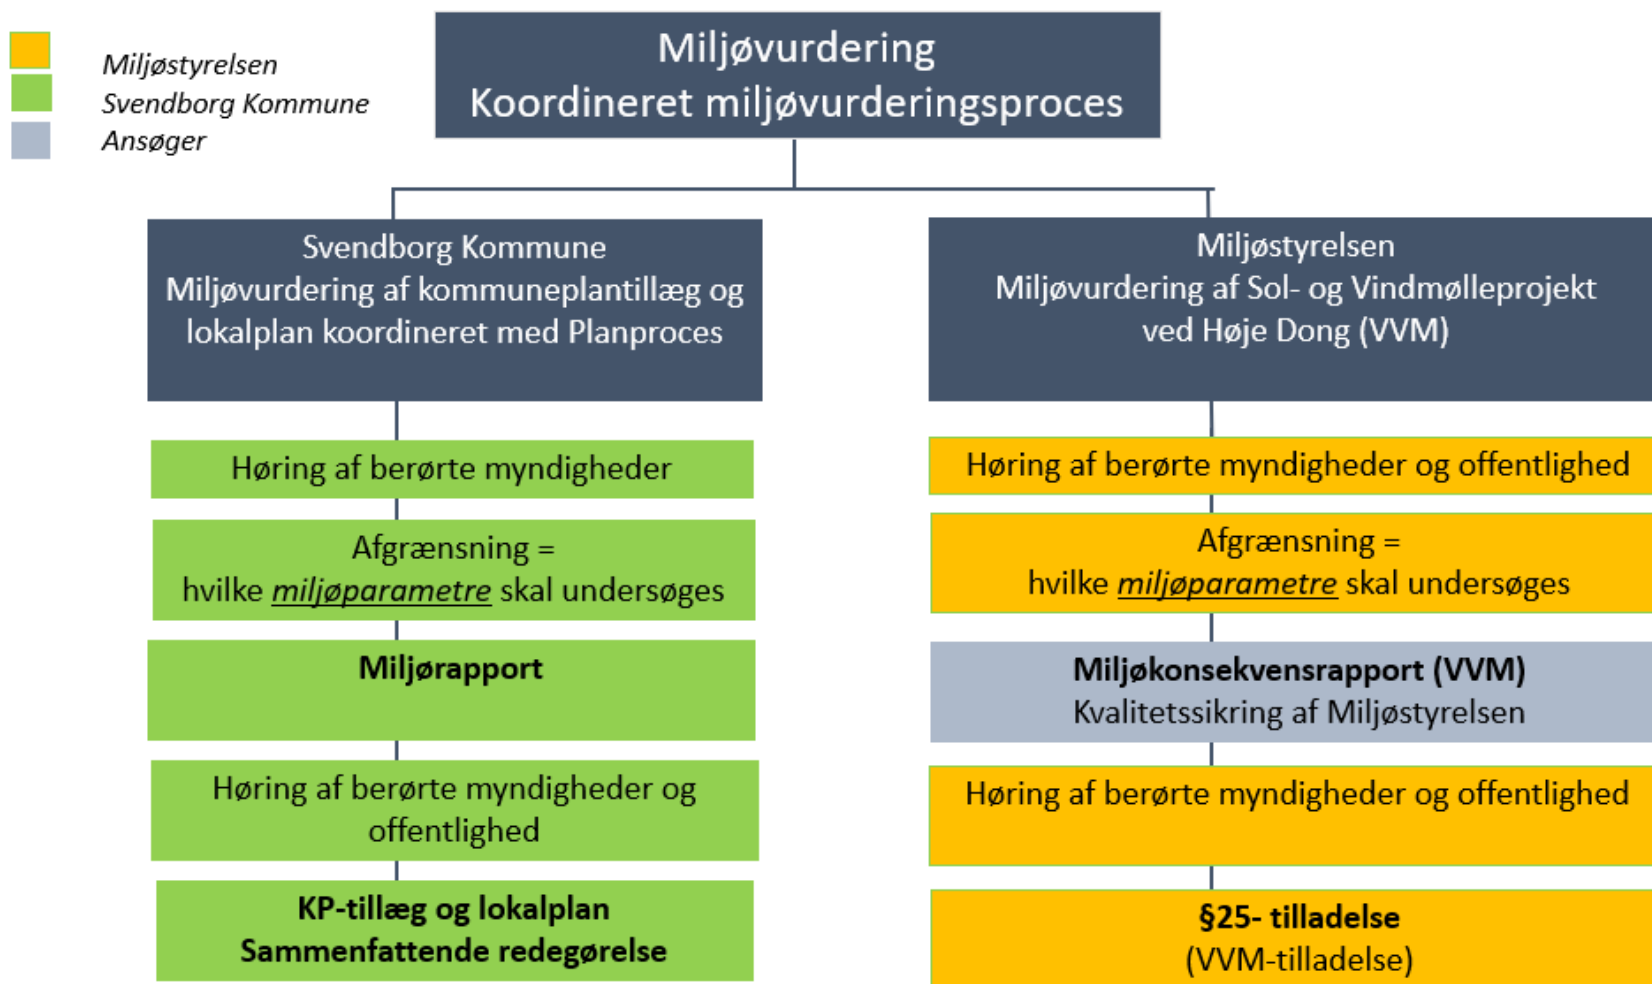 Miljøstyrelsen
Svendborg Kommune
Ansøger
Miljøvurdering
Koordineret miljøvurderingsproces
Svendborg Kommune
Miljøvurdering af kommuneplantillæg og
lokalplan koordineret med Planproces
Høring af berørte myndigheder
Afgrænsning =
hvilke miljøparametre skal undersøges
Miljørapport
Høring af berørte myndigheder og
offentlighed
KP-tillæg og lokalplan
Sammenfattende redegørelse
Miljøstyrelsen
Miljøvurdering af Sol- og Vindmølleprojekt
ved Høje Dong (VVM)
Høring af berørte myndigheder og offentlighed
Afgrænsning =
hvilke miljøparametre skal undersøges
Miljøkonsekvensrapport (VVM)
Kvalitetssikring af Miljøstyrelsen
Høring af berørte myndigheder og offentlighed
§25- tilladelse
(VVM-tilladelse)